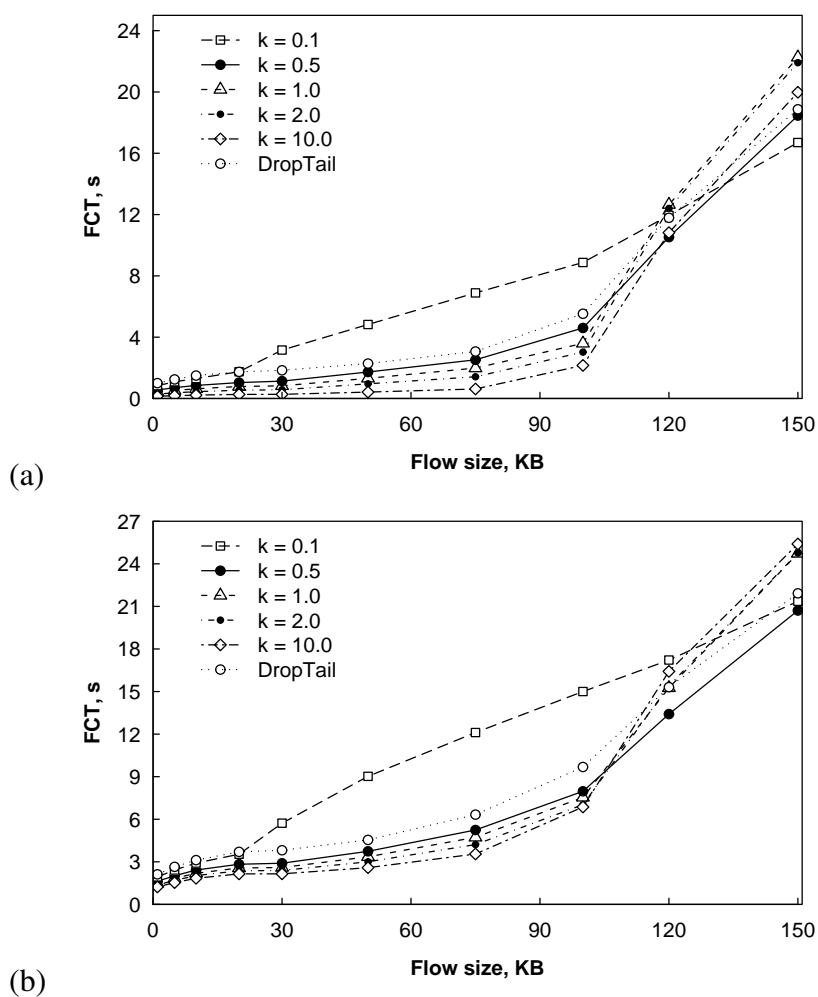 24
20
16
12
8
4
0
FCT, s
k = 0.1
k = 0.5
k = 1.0
k = 2.0
k = 10.0
DropTail
0 30 60 90 120 150
Flow size, KB
(a)
27
24
21
18
15
12
9
6
3
0
FCT, s
k = 0.1
k = 0.5
k = 1.0
k = 2.0
k = 10.0
DropTail
0 30 60 90 120 150
Flow size, KB
(b)